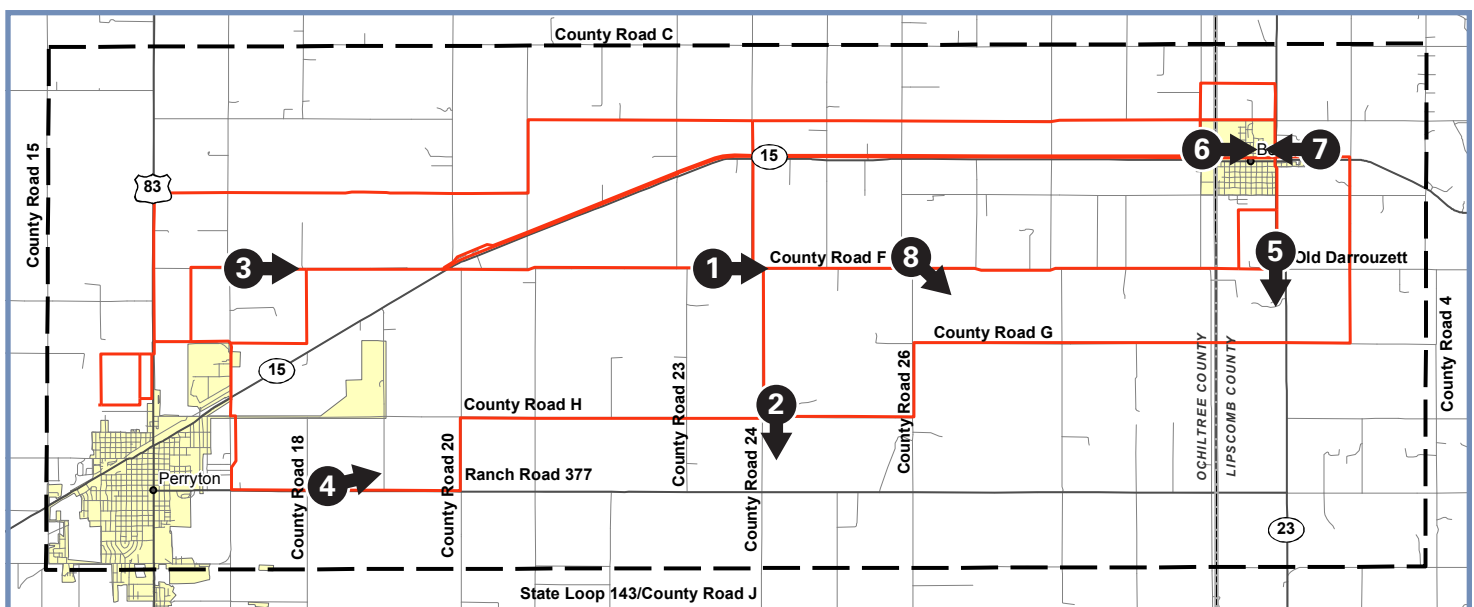 County Road C
County Road 15
83
15
6
Bo
7
3
1
County Road F
8
5
Old Darrouzett
County Road G
OCHILTREE COUNTY
LIPSCOMB COUNTY
County Road 4
15
County Road 23
County Road 26
County Road H
2
County Road 18
County Road 20
County Road 24
4
Ranch Road 377
Perryton
23
State Loop 143/County Road J